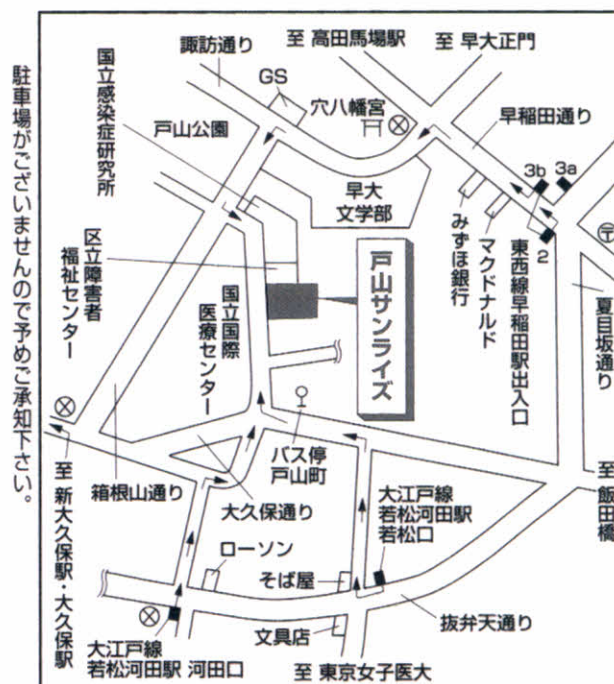 駐車場がございませんので予めご承知下さい。
諏訪通り
至 高田馬場駅
至 早大正門
GS
穴八幡宮
早稲田通り
国立感染症研究所
戸山公園
早大
文学部
3b
3a
2
みずほ銀行
マクドナルド
東西線早稲田駅出入口
夏目坂通り
区立障害者
福祉センター
国立国際
医療センター
戸山サンライズ
バス停
戸山町
至 新大久保駅・大久保駅
箱根山通り
大久保通り
大江戸線
若松河田駅
若松口
至 飯田橋
ローソン
そば屋
文具店
抜弁天通り
大江戸線
若松河田駅 河田口
至 東京女子医大